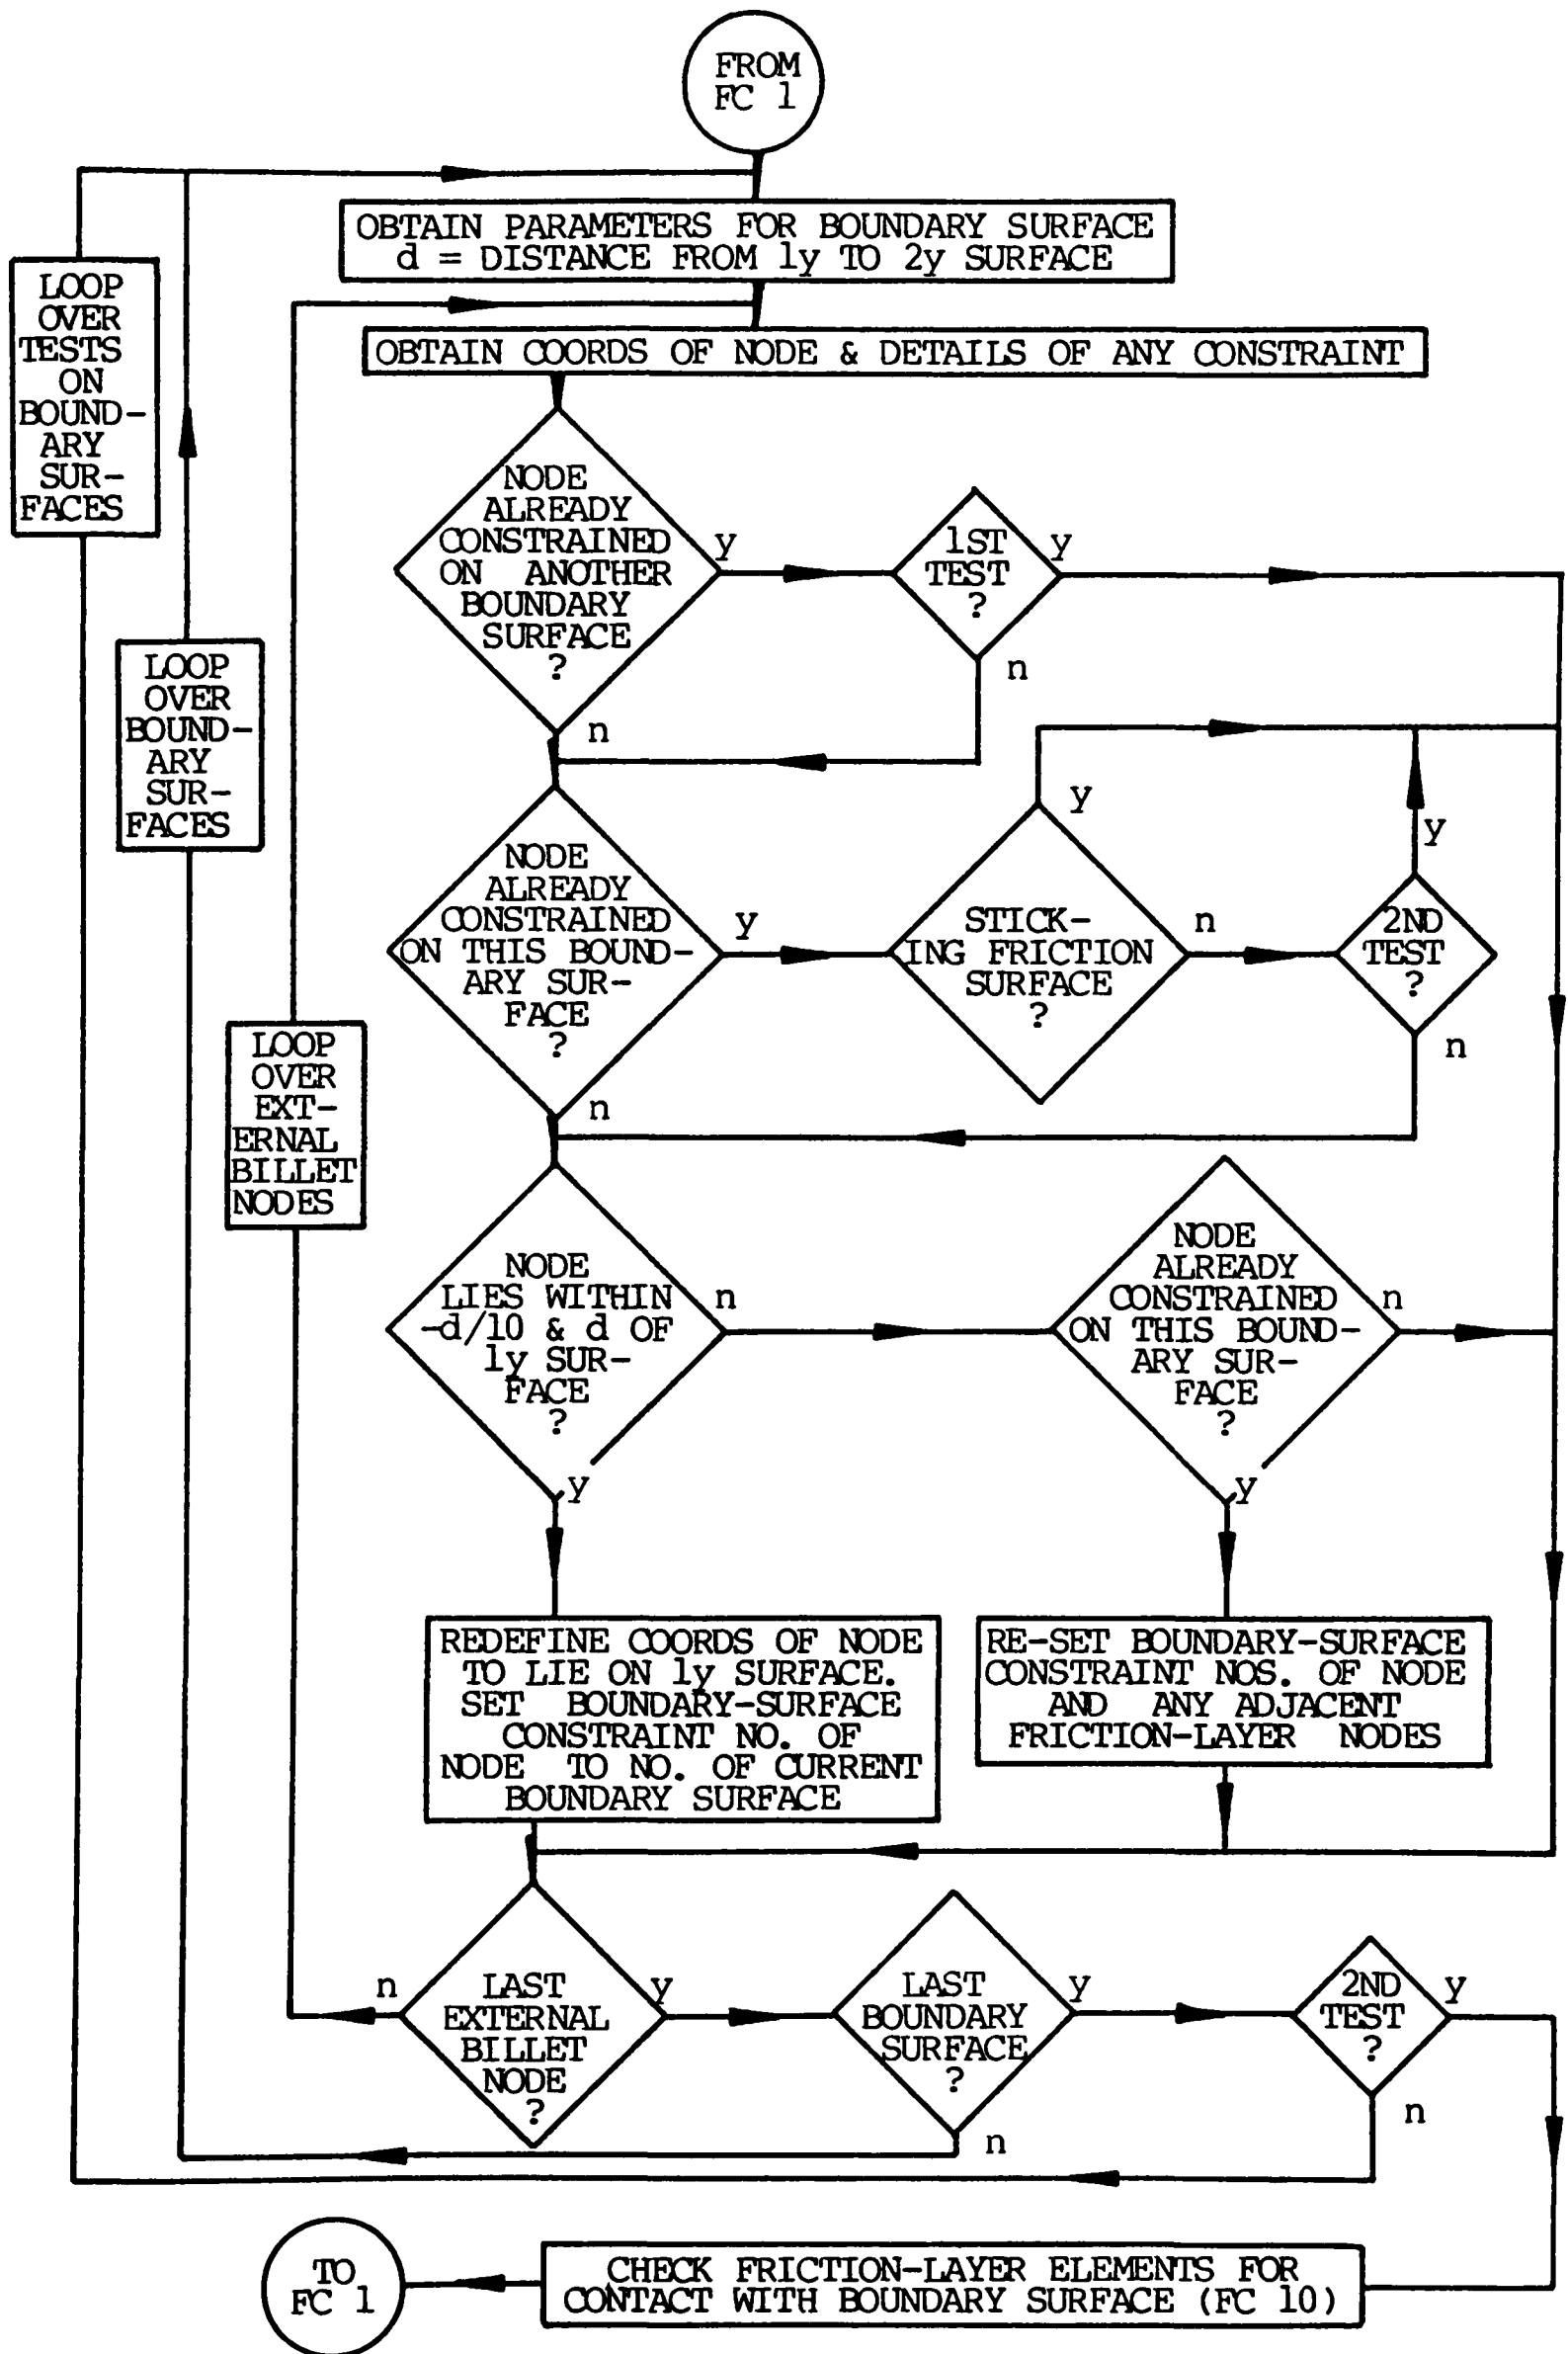 FROM
FC 1
OBTAIN PARAMETERS FOR BOUNDARY SURFACE
d = DISTANCE FROM 1y TO 2y SURFACE
LOOP
OVER
TESTS
ON
BOUND-
ARY
SUR-
FACES
OBTAIN COORDS OF NODE & DETAILS OF ANY CONSTRAINT
NODE
ALREADY
CONSTRAINED
ON ANOTHER
BOUNDARY
SURFACE
?
y
n
1ST
TEST
?
y
n
LOOP
OVER
BOUND-
ARY
SUR-
FACES
NODE
ALREADY
CONSTRAINED
ON THIS BOUND-
ARY SUR-
FACE
?
y
n
STICK-
ING FRICTION
SURFACE
?
y
n
2ND
TEST
?
y
n
LOOP
OVER
EXT-
ERNAL
BILLET
NODES
NODE
LIES WITHIN
-d/10 & d OF
1y SUR-
FACE
?
n
y
NODE
ALREADY
CONSTRAINED
ON THIS BOUND-
ARY SUR-
FACE
?
n
y
REDEFINE COORDS OF NODE
TO LIE ON 1y SURFACE.
SET BOUNDARY-SURFACE
CONSTRAINT NO. OF
NODE TO NO. OF CURRENT
BOUNDARY SURFACE
RE-SET BOUNDARY-SURFACE
CONSTRAINT NOS. OF NODE
AND ANY ADJACENT
FRICTION-LAYER NODES
n
LAST
EXTERNAL
BILLET
NODE
?
y
LAST
BOUNDARY
SURFACE
?
y
n
2ND
TEST
?
y
n
TO
FC 1
CHECK FRICTION-LAYER ELEMENTS FOR
CONTACT WITH BOUNDARY SURFACE (FC 10)